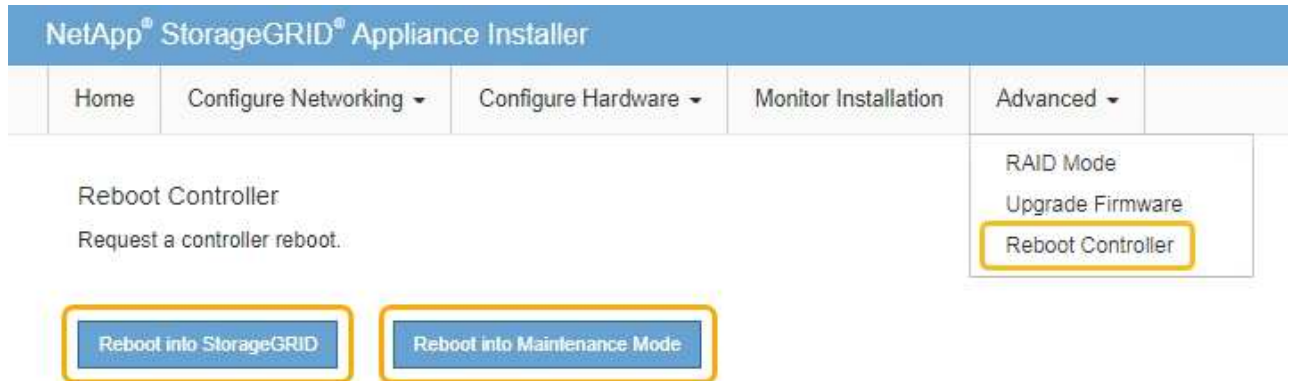 NetApp® StorageGRID® Appliance Installer
Home Configure Networking Configure Hardware Monitor Installation Advanced
RAID Mode
Upgrade Firmware
Reboot Controller
Reboot Controller
Request a controller reboot.
Reboot into StorageGRID Reboot into Maintenance Mode